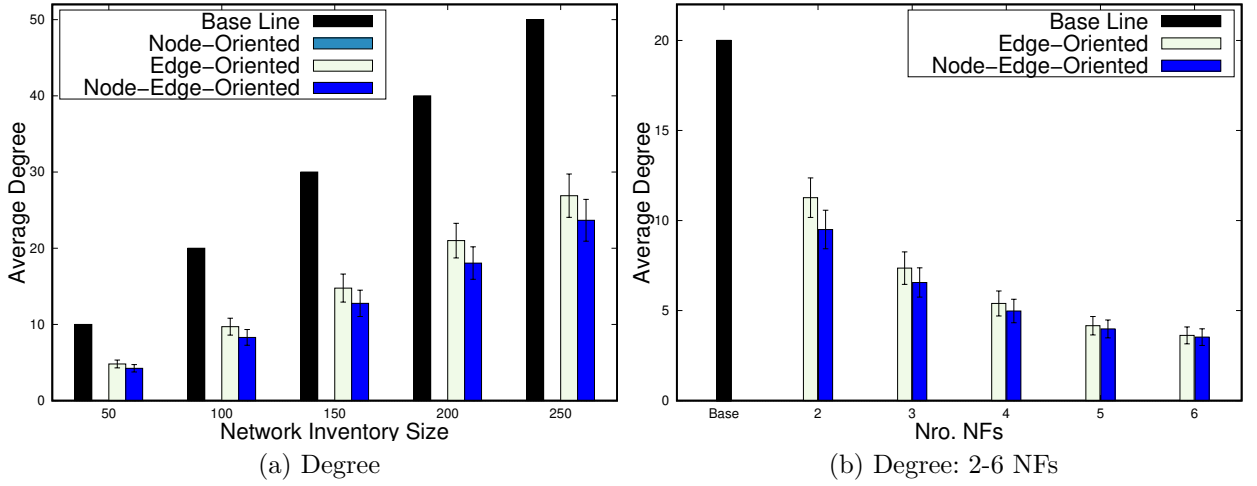 Base Line
Node-Oriented
Edge-Oriented
Node-Edge-Oriented
Average Degree
50
40
30
20
10
0
50 100 150 200 250
Network Inventory Size
(a) Degree
Base Line
Edge-Oriented
Node-Edge-Oriented
Average Degree
20
15
10
5
0
Base 2 3 4 5 6
Nro. NFs
(b) Degree: 2-6 NFs